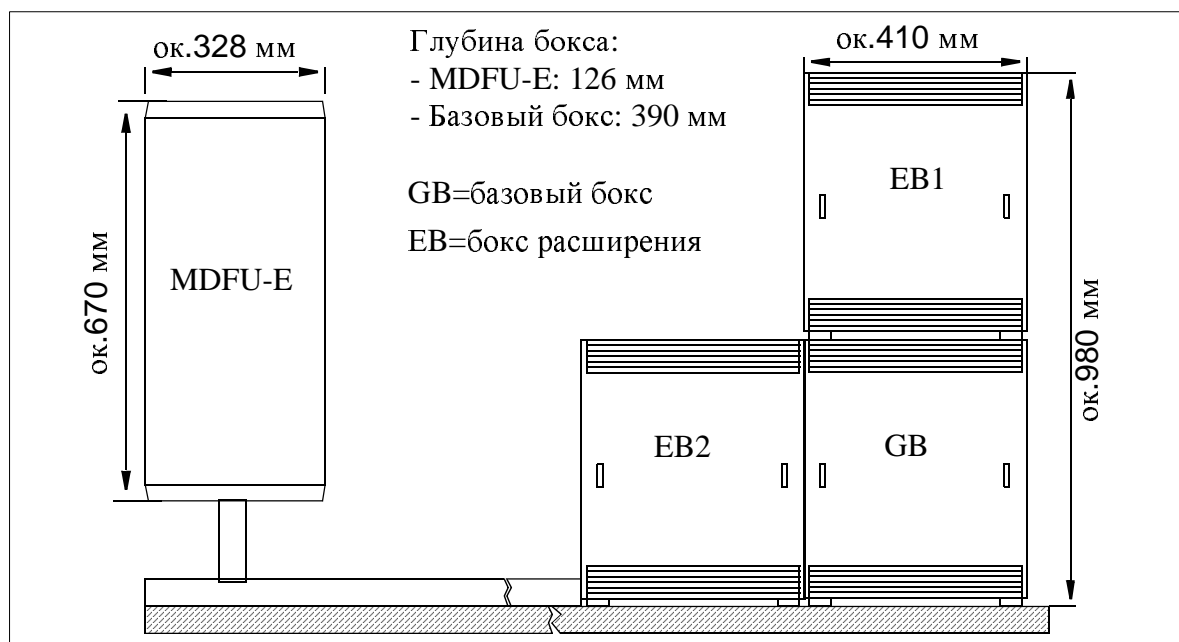 ок.328 мм
Глубина бокса:
- MDFU-E: 126 мм
- Базовый бокс: 390 мм
GB=базовый бокс
EB=бокс расширения
ок.410 мм
MDFU-E
ок.670 мм
EB1
ок.980 мм
EB2
GB